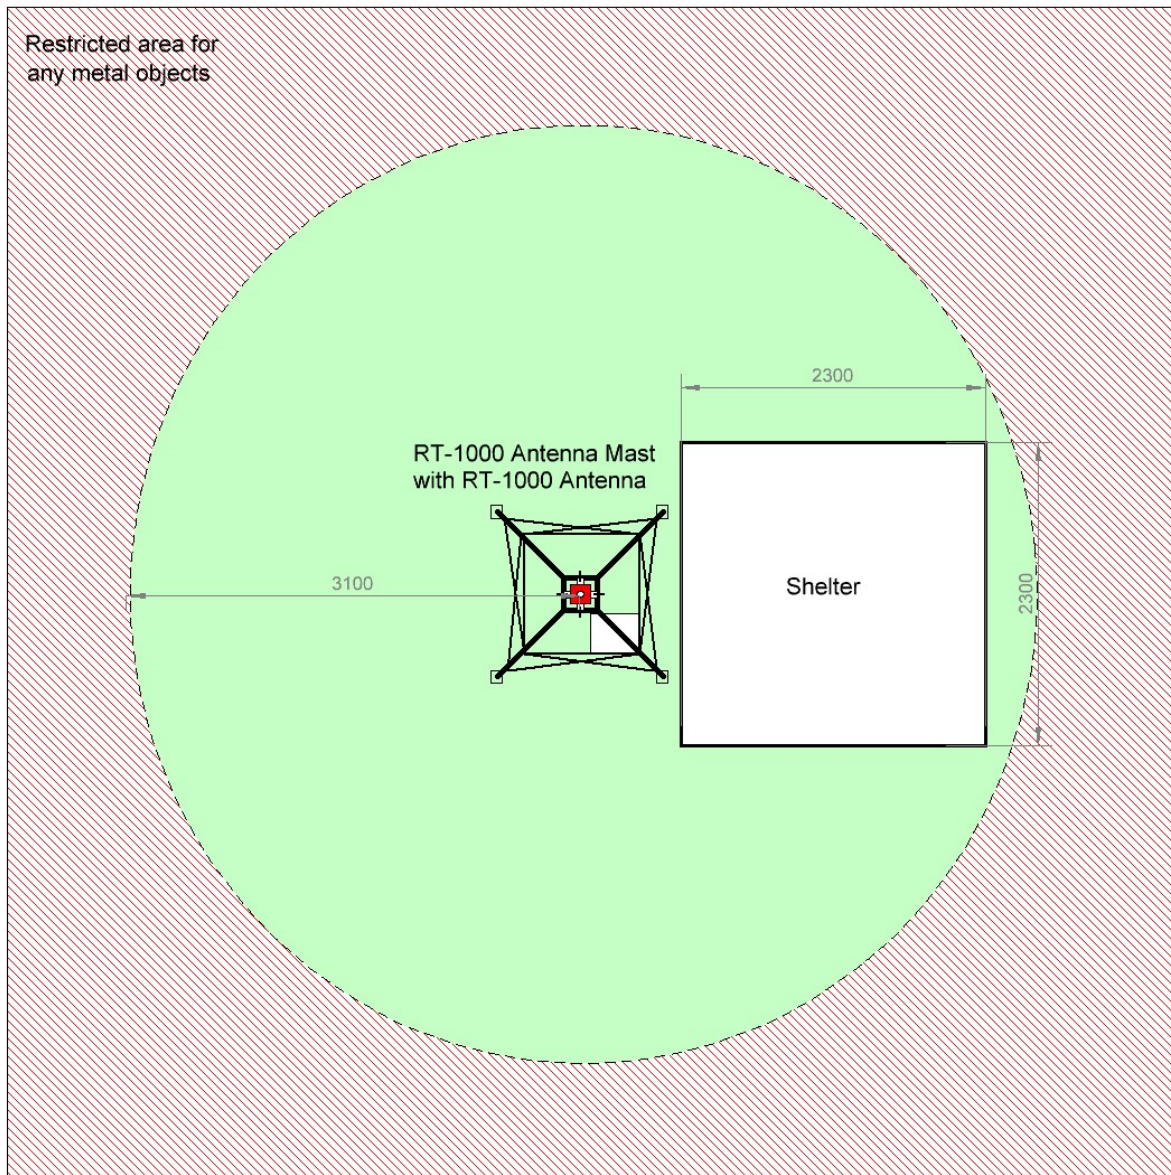 Restricted area for
any metal objects
2300
RT-1000 Antenna Mast
with RT-1000 Antenna
3100
Shelter
2300